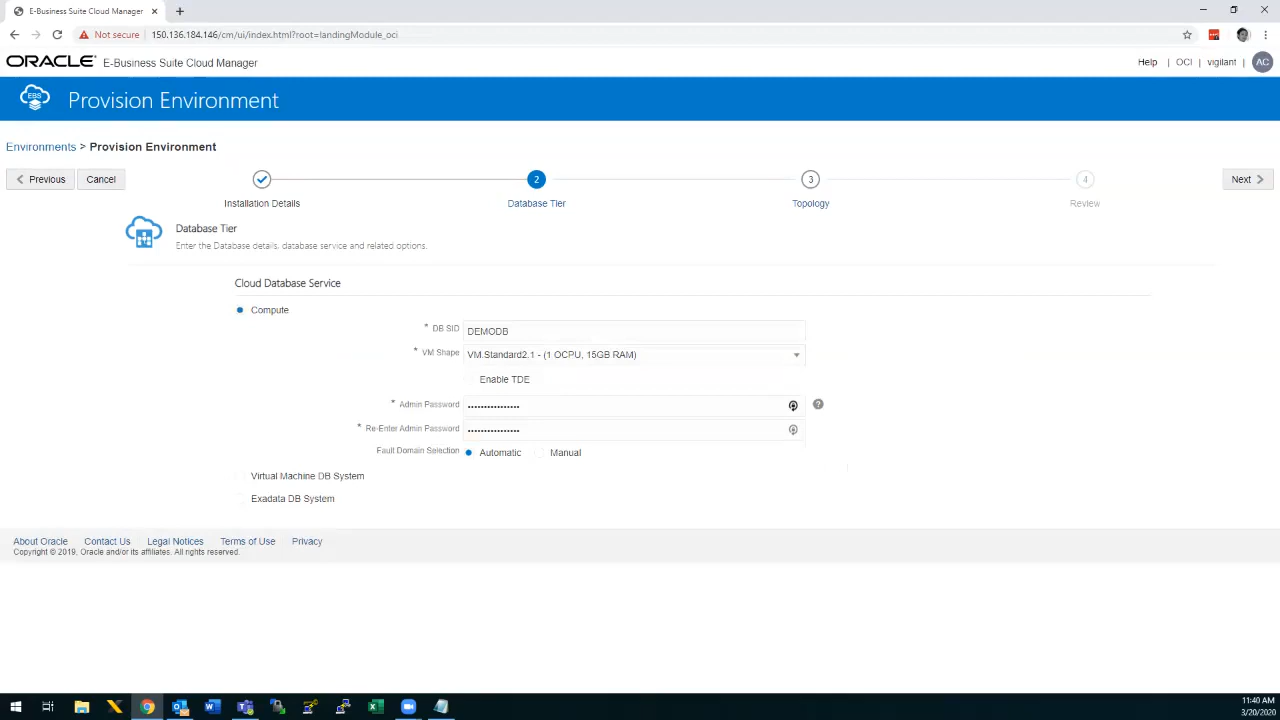 E-Business Suite Cloud Manager
Not secure | 150.136.184.146/cm/ui/index.html?root=landingModule_oci
ORACLE E-Business Suite Cloud Manager
Help | OCI | vigilant | AC
EBS Provision Environment
Environments > Provision Environment
Previous Cancel 2 3 4 Next
Installation Details Database Tier Topology Review
Database Tier
Enter the Database details, database service and related options.
Cloud Database Service
Compute
* DB SID DEMODB
* VM Shape VM.Standard2.1 - (1 OCPU, 15GB RAM)
Enable TDE
* Admin Password ••••••••••••••••
* Re-Enter Admin Password ••••••••••••••••
Fault Domain Selection Automatic Manual
Virtual Machine DB System
Exadata DB System
About Oracle Contact Us Legal Notices Terms of Use Privacy
Copyright © 2019, Oracle and/or its affiliates. All rights reserved.
11:40 AM
3/20/2020